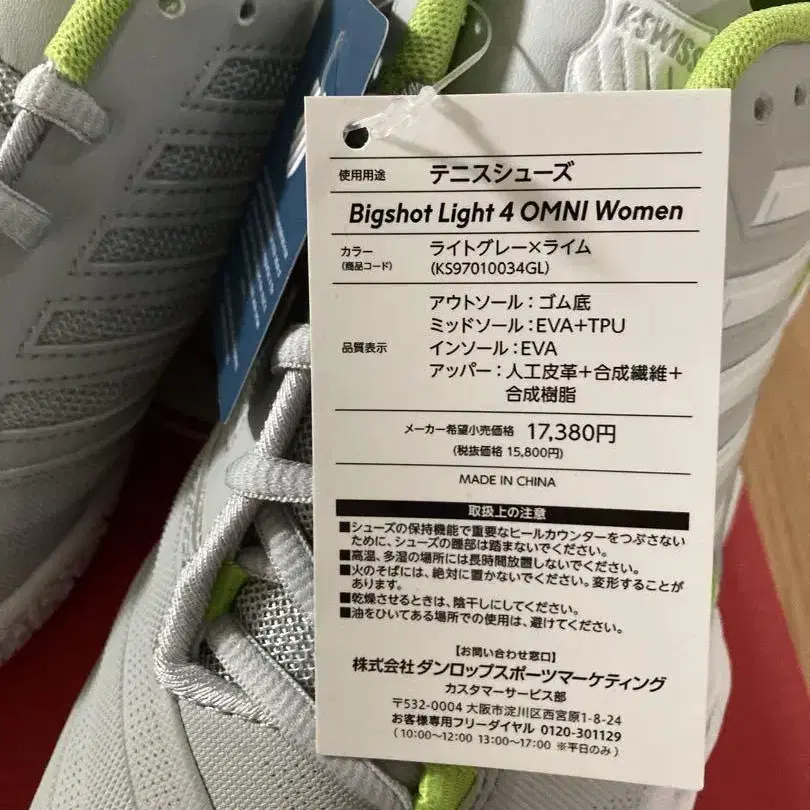 K-SWISS
使用用途 テニスシューズ
Bigshot Light 4 OMNI Women
カラー ライトグレー×ライム
(商品コード) (KS97010034GL)
品質表示
アウトソール：ゴム底
ミッドソール：EVA+TPU
インソール：EVA
アッパー：人工皮革＋合成繊維＋
合成樹脂
メーカー希望小売価格 17,380円
(税抜価格 15,800円)
MADE IN CHINA
取扱上の注意
■シューズの保持機能で重要なヒールカウンターをつぶさない
ために、シューズの踵部は踏まないでください。
■高温、多湿の場所には長時間放置しないでください。
■火のそばには、絶対に置かないでください。変形することが
あります。
■乾燥させるときは、陰干しにしてください。
■油をひいてある場所での使用は、避けてください。
【お問い合わせ窓口】
株式会社ダンロップスポーツマーケティング
カスタマーサービス部
〒532-0004 大阪市淀川区西宮原1-8-24
お客様専用フリーダイヤル 0120-301129
(10:00〜12:00 13:00〜17:00 ※平日のみ)